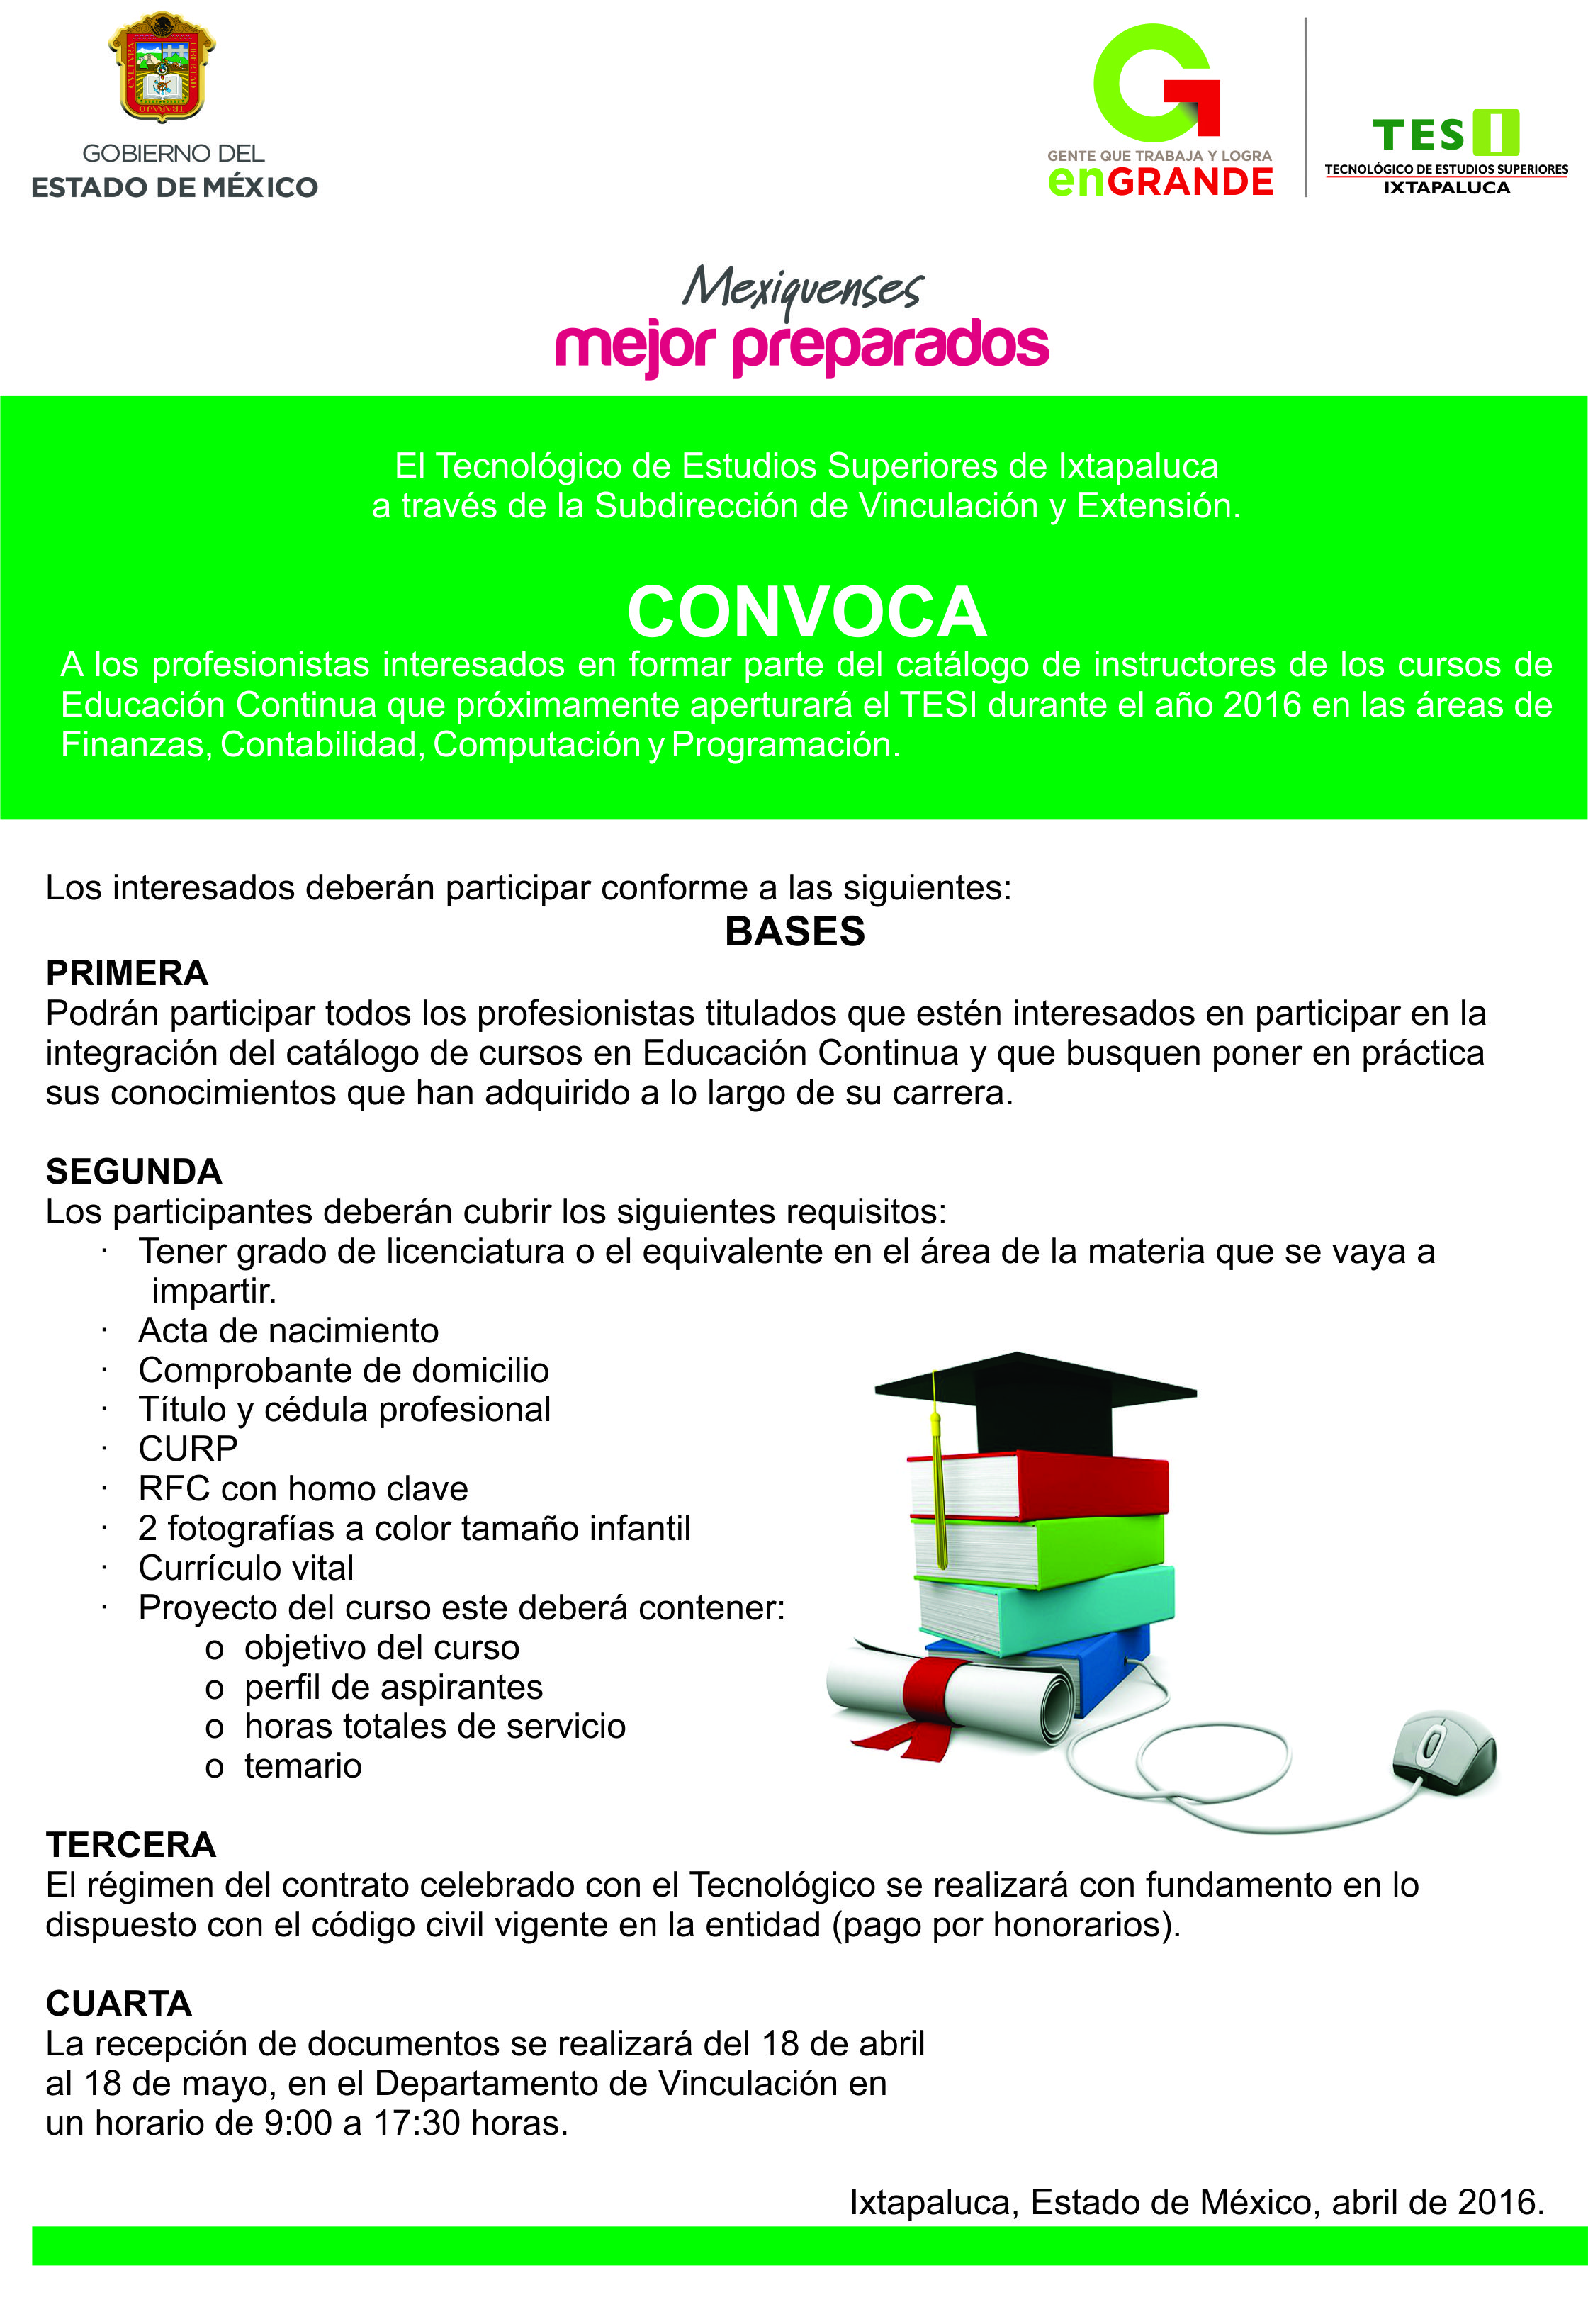 GOBIERNO DEL
ESTADO DE MÉXICO
GENTE QUE TRABAJA Y LOGRA
enGRANDE
TESI
TECNOLÓGICO DE ESTUDIOS SUPERIORES
IXTAPALUCA
Mexiquenses
mejor preparados
El Tecnológico de Estudios Superiores de Ixtapaluca
a través de la Subdirección de Vinculación y Extensión.
CONVOCA
A los profesionistas interesados en formar parte del catálogo de instructores de los cursos de
Educación Continua que próximamente aperturará el TESI durante el año 2016 en las áreas de
Finanzas, Contabilidad, Computación y Programación.
Los interesados deberán participar conforme a las siguientes:
BASES
PRIMERA
Podrán participar todos los profesionistas titulados que estén interesados en participar en la
integración del catálogo de cursos en Educación Continua y que busquen poner en práctica
sus conocimientos que han adquirido a lo largo de su carrera.
SEGUNDA
Los participantes deberán cubrir los siguientes requisitos:
· Tener grado de licenciatura o el equivalente en el área de la materia que se vaya a
impartir.
· Acta de nacimiento
· Comprobante de domicilio
· Título y cédula profesional
· CURP
· RFC con homo clave
· 2 fotografías a color tamaño infantil
· Currículo vital
· Proyecto del curso este deberá contener:
o objetivo del curso
o perfil de aspirantes
o horas totales de servicio
o temario
TERCERA
El régimen del contrato celebrado con el Tecnológico se realizará con fundamento en lo
dispuesto con el código civil vigente en la entidad (pago por honorarios).
CUARTA
La recepción de documentos se realizará del 18 de abril
al 18 de mayo, en el Departamento de Vinculación en
un horario de 9:00 a 17:30 horas.
Ixtapaluca, Estado de México, abril de 2016.